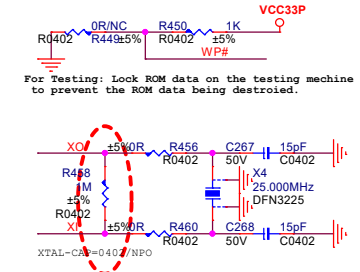 VCC33P
0R/NC R450 1K
R0402 R449±5% R0402 ±5%
WP#
For Testing: Lock ROM data on the testing mechine
to prevent the ROM data being destroied.
XO ±5%0R R456 C267 15pF
R0402 50V C0402
R458 X4
1M 25.000MHz
±5% DFN3225
R0402
XI ±5%0R R460 C268 15pF
R0402 50V C0402
XTAL-CAP=0402/NPO